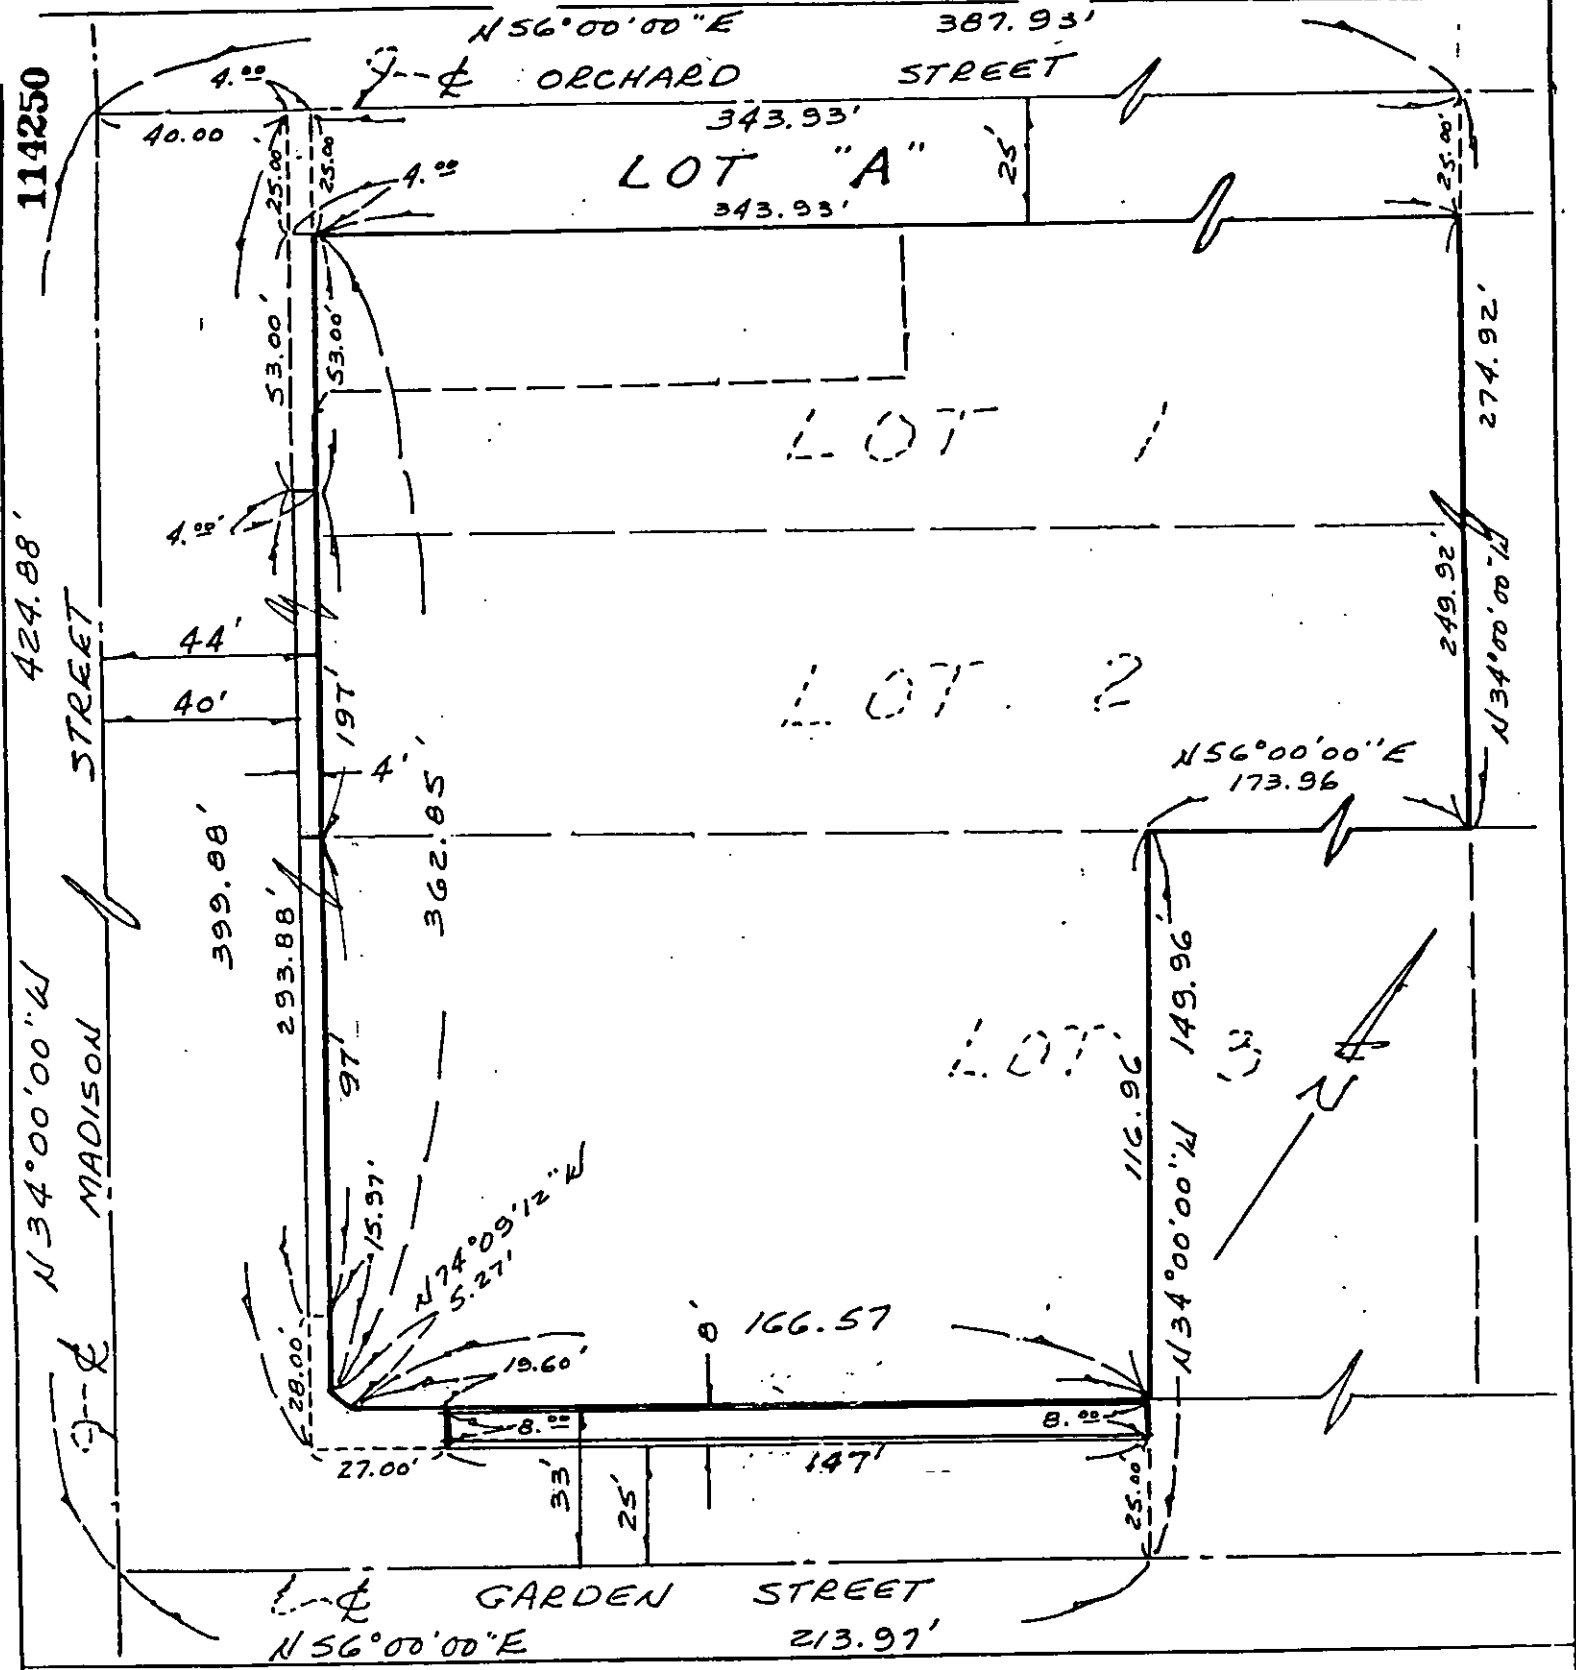 N56°00'00"E 387.93'
ORCHARD STREET
11425O
4.00
40.00
343.93'
25.00'
25.00
LOT "A"
25'
25.00'
4.00
343.93'
53.00'
53.00'
274.92'
LOT 1
4.00'
424.88'
249.92'
N34°00'00"W
44'
STREET
LOT 2
40'
197'
4'
N56°00'00"E
173.96
362.85'
399.88'
293.88'
149.96'
N34°00'00"W
MADISON
97'
LOT 3
N
116.96
15.97'
N74°09'12"W
5.27'
N34°00'00"W
28.00'
19.60'
8'
166.57
8.00
8.00
27.00'
33'
25'
147'
25.00'
GARDEN STREET
N56°00'00"E 213.97'